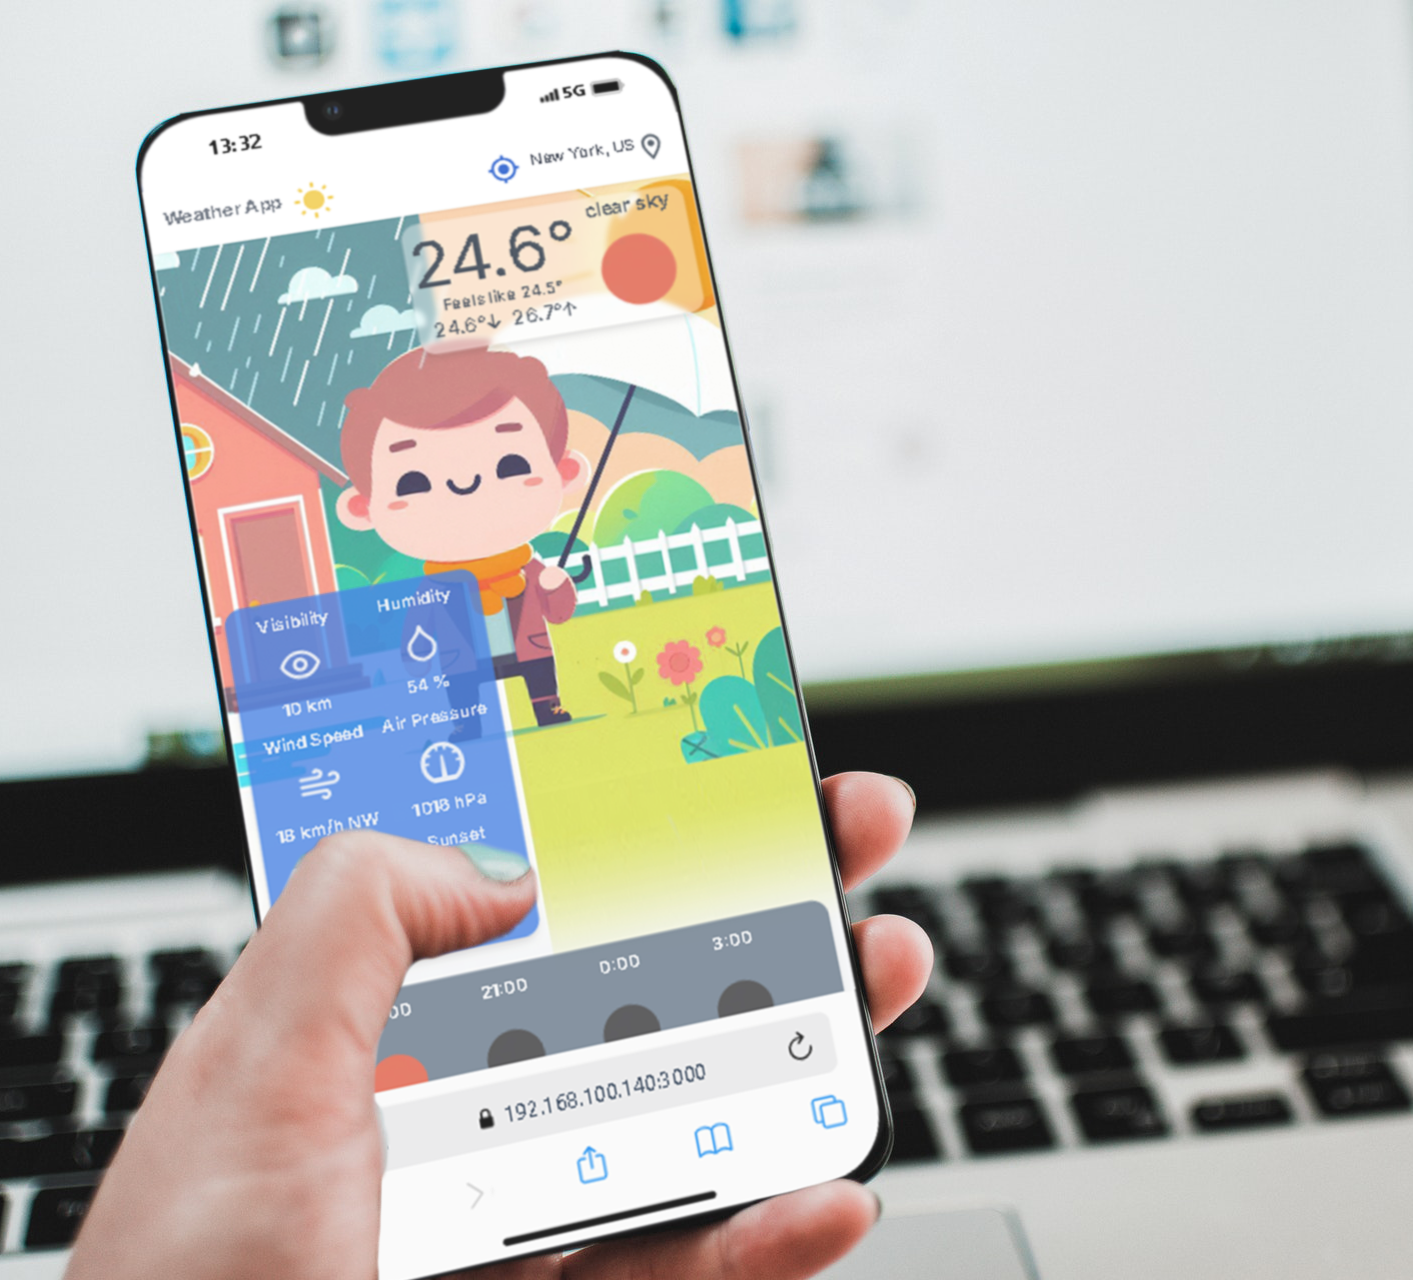 13:32
5G
New York, US
Weather App
clear sky
24.6°
Feels like 24.5°
24.6°↓ 26.7°↑
Visibility
Humidity
10 km
54 %
Wind Speed
Air Pressure
18 km/h NW
1018 hPa
Sunset
:00
21:00
0:00
3:00
192.168.100.140:3000